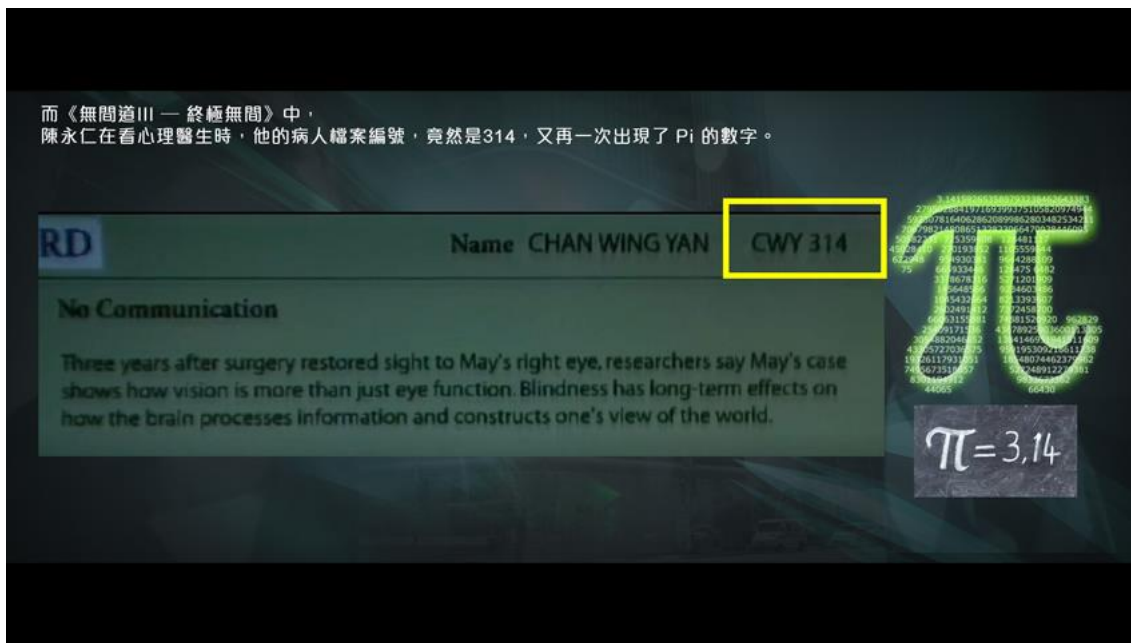 而《無間道III — 終極無間》中，
陳永仁在看心理醫生時，他的病人檔案編號，竟然是314，又再一次出現了 Pi 的數字。
RD
Name CHAN WING YAN CWY 314
No Communication
Three years after surgery restored sight to May's right eye, researchers say May's case
shows how vision is more than just eye function. Blindness has long-term effects on
how the brain processes information and constructs one's view of the world.
π=3,14